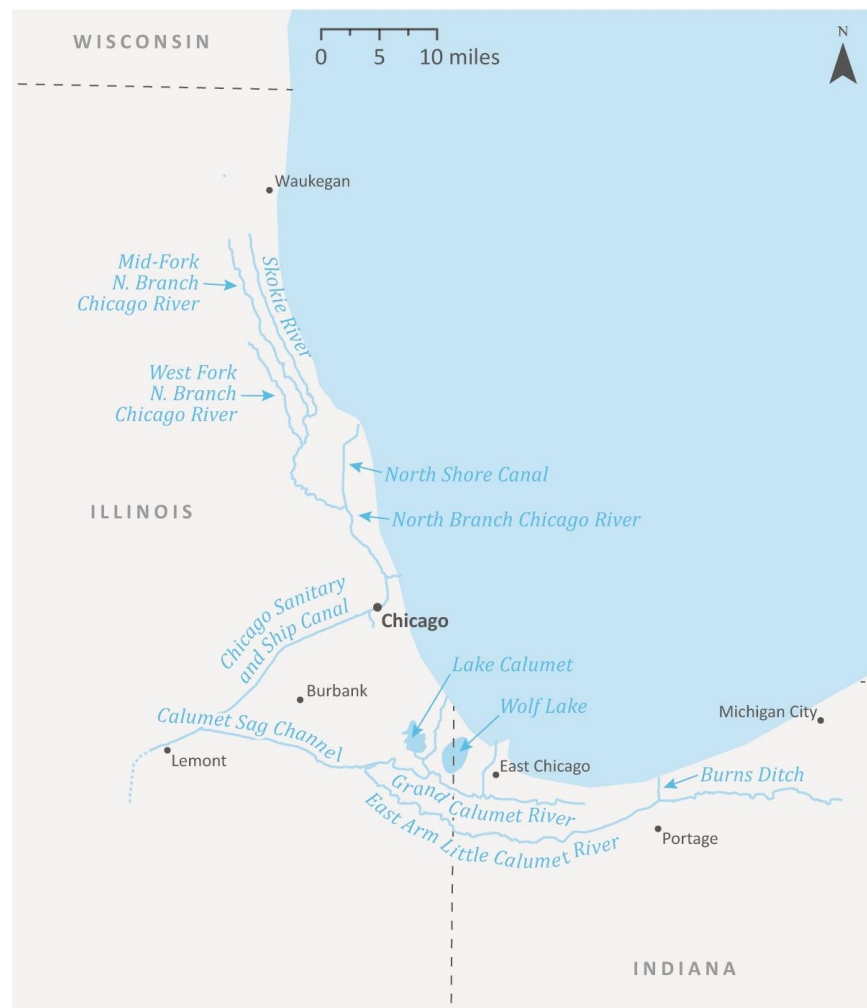 WISCONSIN
0 5 10 miles
N
Waukegan
Mid-Fork
N. Branch
Chicago River
Skokie River
West Fork
N. Branch
Chicago River
North Shore Canal
ILLINOIS
North Branch Chicago River
Chicago Sanitary
and Ship Canal
Chicago
Lake Calumet
Burbank
Wolf Lake
Michigan City
Calumet Sag Channel
Lemont
East Chicago
Burns Ditch
Grand Calumet River
East Arm Little Calumet River
Portage
INDIANA